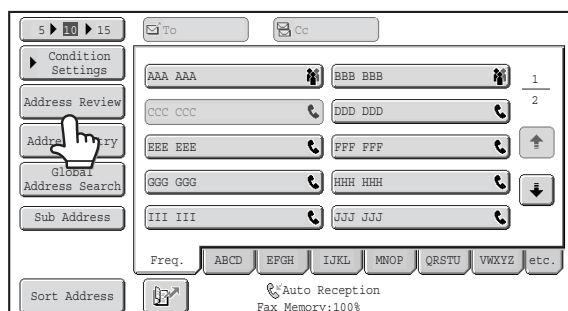 5 10 15
To
Cc
Condition
Settings
Address Review
Address Entry
Global
Address Search
Sub Address
Sort Address
AAA AAA
BBB BBB
CCC CCC
DDD DDD
EEE EEE
FFF FFF
GGG GGG
HHH HHH
III III
JJJ JJJ
1
2
Freq.
ABCD
EFGH
IJKL
MNOP
QRSTU
VWXYZ
etc.
Auto Reception
Fax Memory:100%